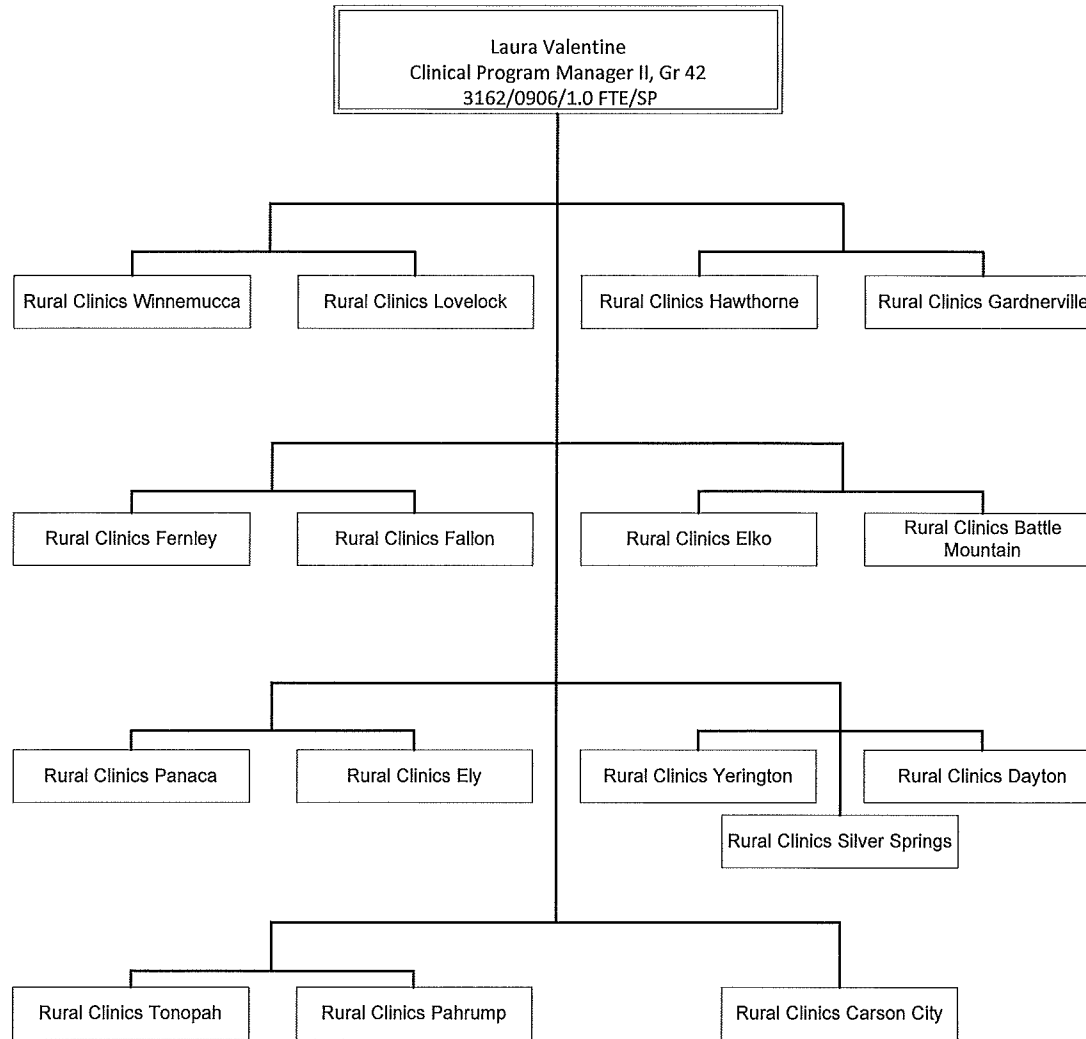 Laura Valentine
Clinical Program Manager II, Gr 42
3162/0906/1.0 FTE/SP
Rural Clinics Winnemucca
Rural Clinics Lovelock
Rural Clinics Hawthorne
Rural Clinics Gardnerville
Rural Clinics Fernley
Rural Clinics Fallon
Rural Clinics Elko
Rural Clinics Battle
Mountain
Rural Clinics Panaca
Rural Clinics Ely
Rural Clinics Yerington
Rural Clinics Dayton
Rural Clinics Silver Springs
Rural Clinics Tonopah
Rural Clinics Pahrump
Rural Clinics Carson City